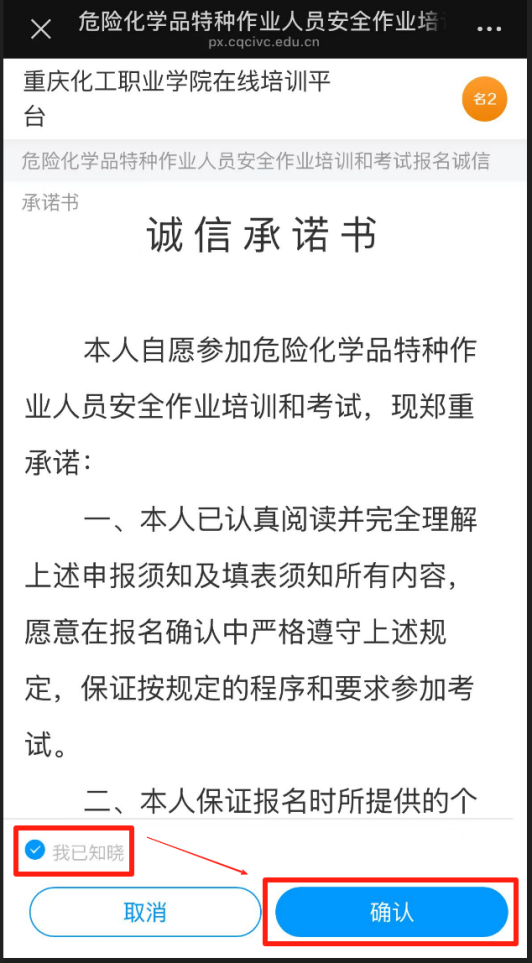 危险化学品特种作业人员安全作业培
px.cqcivc.edu.cn
重庆化工职业学院在线培训平
台
名2
危险化学品特种作业人员安全作业培训和考试报名诚信
承诺书
诚信承诺书
本人自愿参加危险化学品特种作
业人员安全作业培训和考试，现郑重
承诺：
一、本人已认真阅读并完全理解
上述申报须知及填表须知所有内容，
愿意在报名确认中严格遵守上述规
定，保证按规定的程序和要求参加考
试。
二、本人保证报名时所提供的个
我已知晓
取消
确认